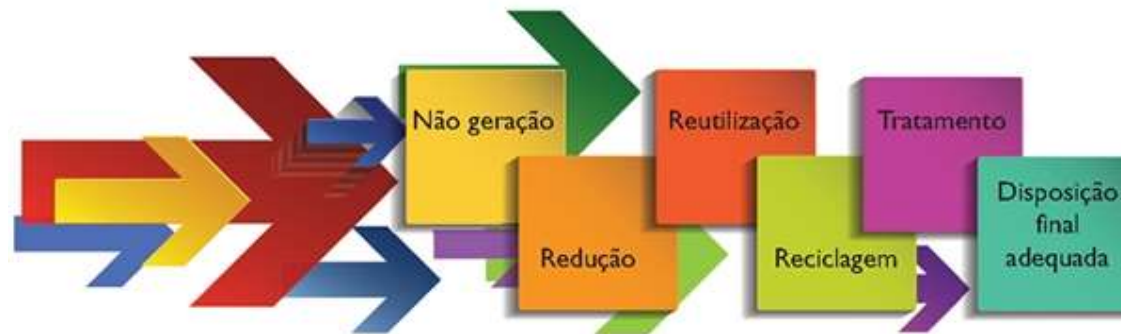 Não geração
Redução
Reutilização
Reciclagem
Tratamento
Disposição
final
adequada